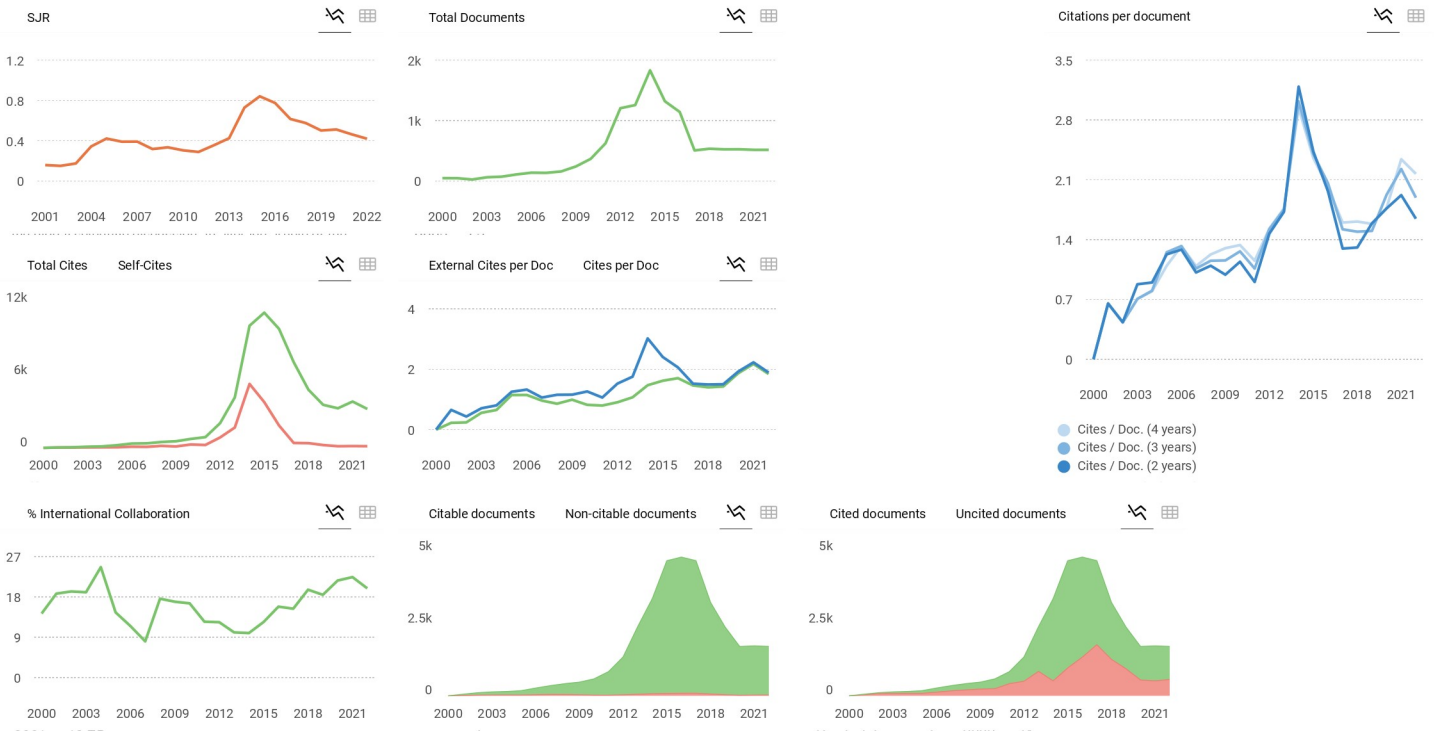 SJR
1.2
0.8
0.4
0
2001 2004 2007 2010 2013 2016 2019 2022
Total Documents
2k
1k
0
2000 2003 2006 2009 2012 2015 2018 2021
Citations per document
3.5
2.8
2.1
1.4
0.7
0
2000 2003 2006 2009 2012 2015 2018 2021
Cites / Doc. (4 years)
Cites / Doc. (3 years)
Cites / Doc. (2 years)
Total Cites Self-Cites
12k
6k
0
2000 2003 2006 2009 2012 2015 2018 2021
External Cites per Doc Cites per Doc
4
2
0
2000 2003 2006 2009 2012 2015 2018 2021
% International Collaboration
27
18
9
0
2000 2003 2006 2009 2012 2015 2018 2021
Citable documents Non-citable documents
5k
2.5k
0
2000 2003 2006 2009 2012 2015 2018 2021
Cited documents Uncited documents
5k
2.5k
0
2000 2003 2006 2009 2012 2015 2018 2021